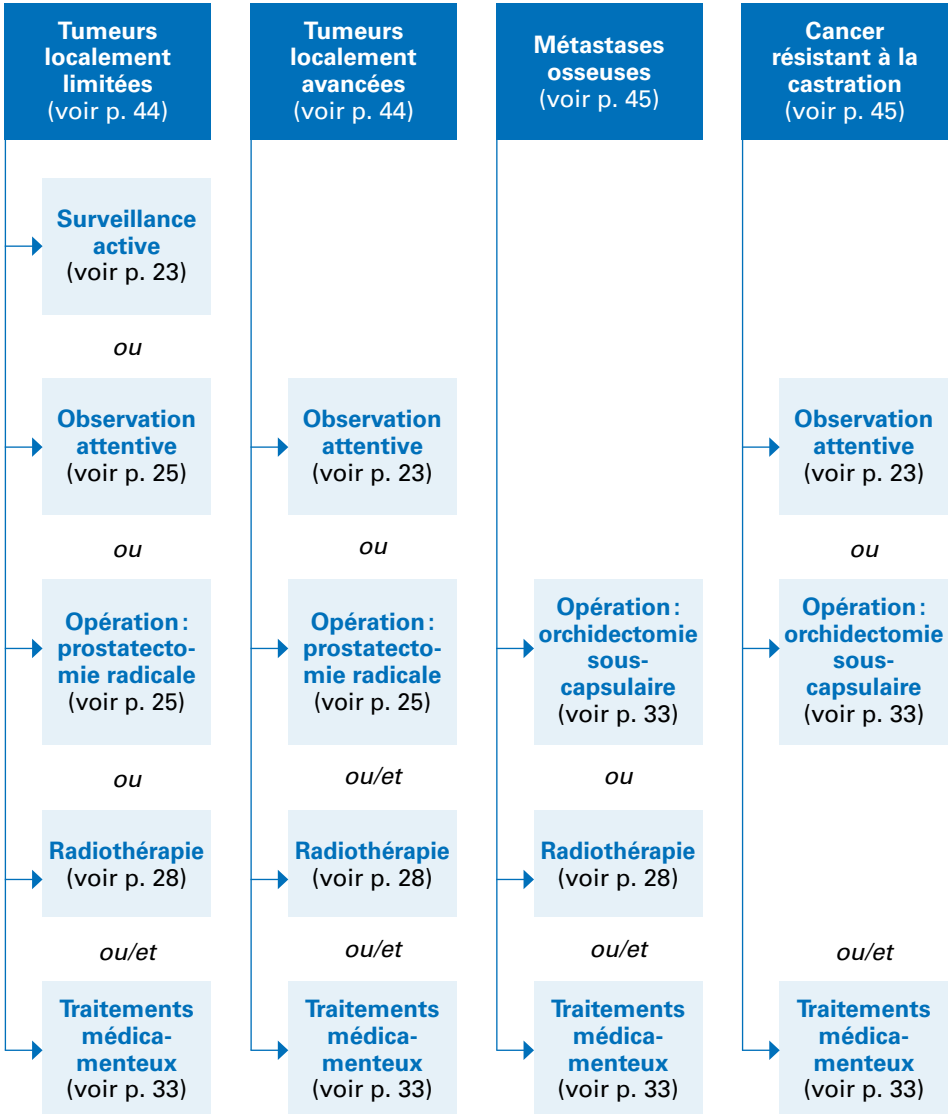 Tumeurs
localement
limitées
(voir p. 44)
Surveillance
active
(voir p. 23)
ou
Observation
attentive
(voir p. 25)
ou
Opération :
prostatecto-
mie radicale
(voir p. 25)
ou
Radiothérapie
(voir p. 28)
ou/et
Traitements
médica-
menteux
(voir p. 33)
Tumeurs
localement
avancées
(voir p. 44)
Observation
attentive
(voir p. 23)
ou
Opération :
prostatecto-
mie radicale
(voir p. 25)
ou/et
Radiothérapie
(voir p. 28)
ou/et
Traitements
médica-
menteux
(voir p. 33)
Métastases
osseuses
(voir p. 45)
Opération :
orchidectomie
sous-
capsulaire
(voir p. 33)
ou
Radiothérapie
(voir p. 28)
ou/et
Traitements
médica-
menteux
(voir p. 33)
Cancer
résistant à la
castration
(voir p. 45)
Observation
attentive
(voir p. 23)
ou
Opération :
orchidectomie
sous-
capsulaire
(voir p. 33)
ou/et
Traitements
médica-
menteux
(voir p. 33)